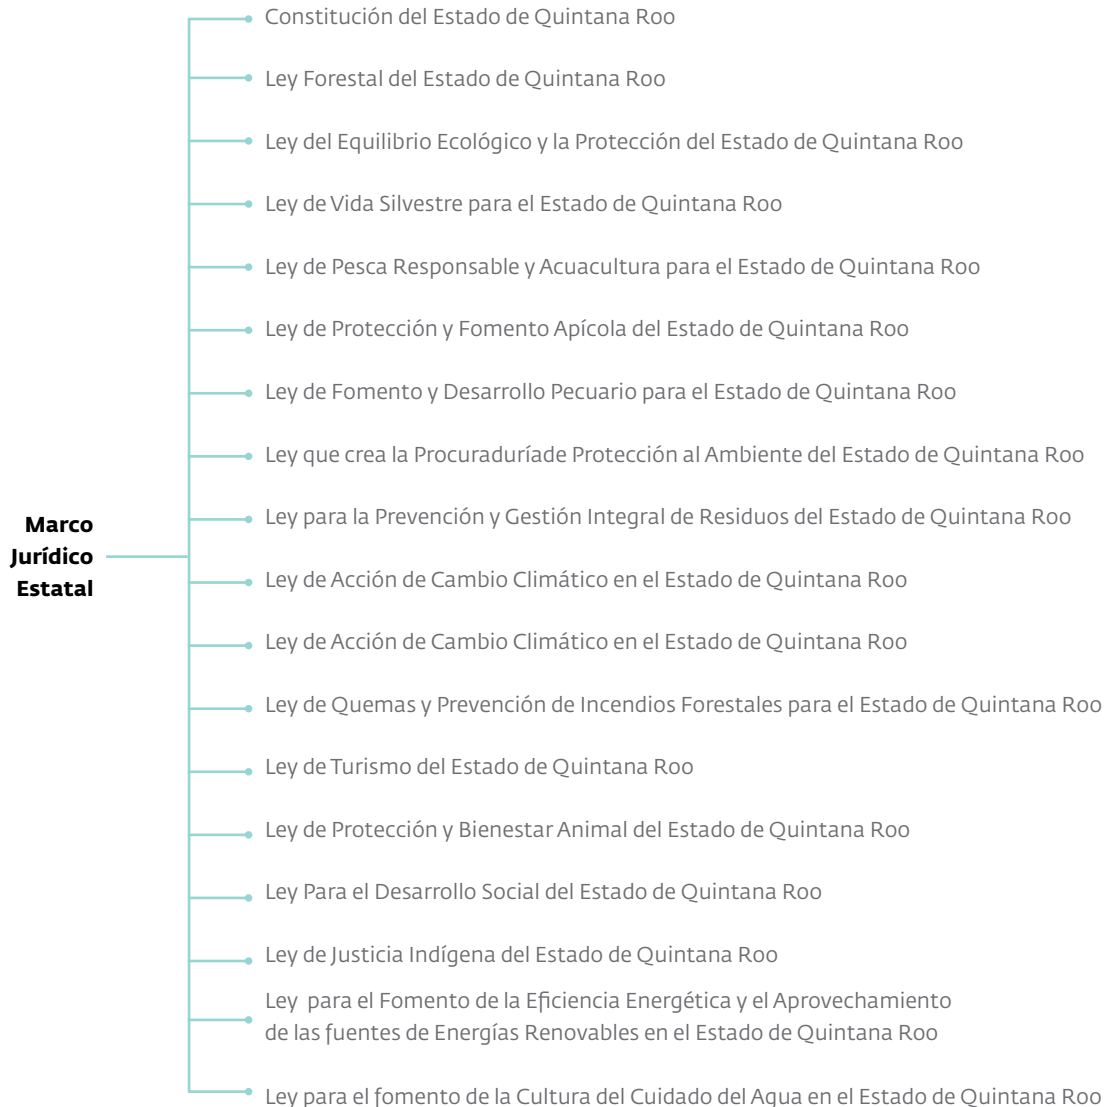 Constitución del Estado de Quintana Roo
Ley Forestal del Estado de Quintana Roo
Ley del Equilibrio Ecológico y la Protección del Estado de Quintana Roo
Ley de Vida Silvestre para el Estado de Quintana Roo
Ley de Pesca Responsable y Acuacultura para el Estado de Quintana Roo
Ley de Protección y Fomento Apícola del Estado de Quintana Roo
Ley de Fomento y Desarrollo Pecuario para el Estado de Quintana Roo
Ley que crea la Procuraduríade Protección al Ambiente del Estado de Quintana Roo
Marco
Jurídico
Estatal
Ley para la Prevención y Gestión Integral de Residuos del Estado de Quintana Roo
Ley de Acción de Cambio Climático en el Estado de Quintana Roo
Ley de Acción de Cambio Climático en el Estado de Quintana Roo
Ley de Quemas y Prevención de Incendios Forestales para el Estado de Quintana Roo
Ley de Turismo del Estado de Quintana Roo
Ley de Protección y Bienestar Animal del Estado de Quintana Roo
Ley Para el Desarrollo Social del Estado de Quintana Roo
Ley de Justicia Indígena del Estado de Quintana Roo
Ley para el Fomento de la Eficiencia Energética y el Aprovechamiento
de las fuentes de Energías Renovables en el Estado de Quintana Roo
Ley para el fomento de la Cultura del Cuidado del Agua en el Estado de Quintana Roo